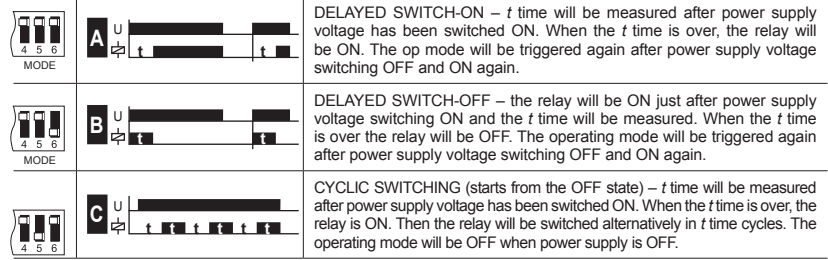 4 5 6
MODE
A
U
t t
DELAYED SWITCH-ON – t time will be measured after power supply
voltage has been switched ON. When the t time is over, the relay will
be ON. The op mode will be triggered again after power supply voltage
switching OFF and ON again.
4 5 6
MODE
B
U
t t
DELAYED SWITCH-OFF – the relay will be ON just after power supply
voltage switching ON and the t time will be measured. When the t time
is over the relay will be OFF. The operating mode will be triggered again
after power supply voltage switching OFF and ON again.
4 5 6
C
U
t t t t t t
CYCLIC SWITCHING (starts from the OFF state) – t time will be measured
after power supply voltage has been switched ON. When the t time is over, the
relay is ON. Then the relay will be switched alternatively in t time cycles. The
operating mode will be OFF when power supply is OFF.